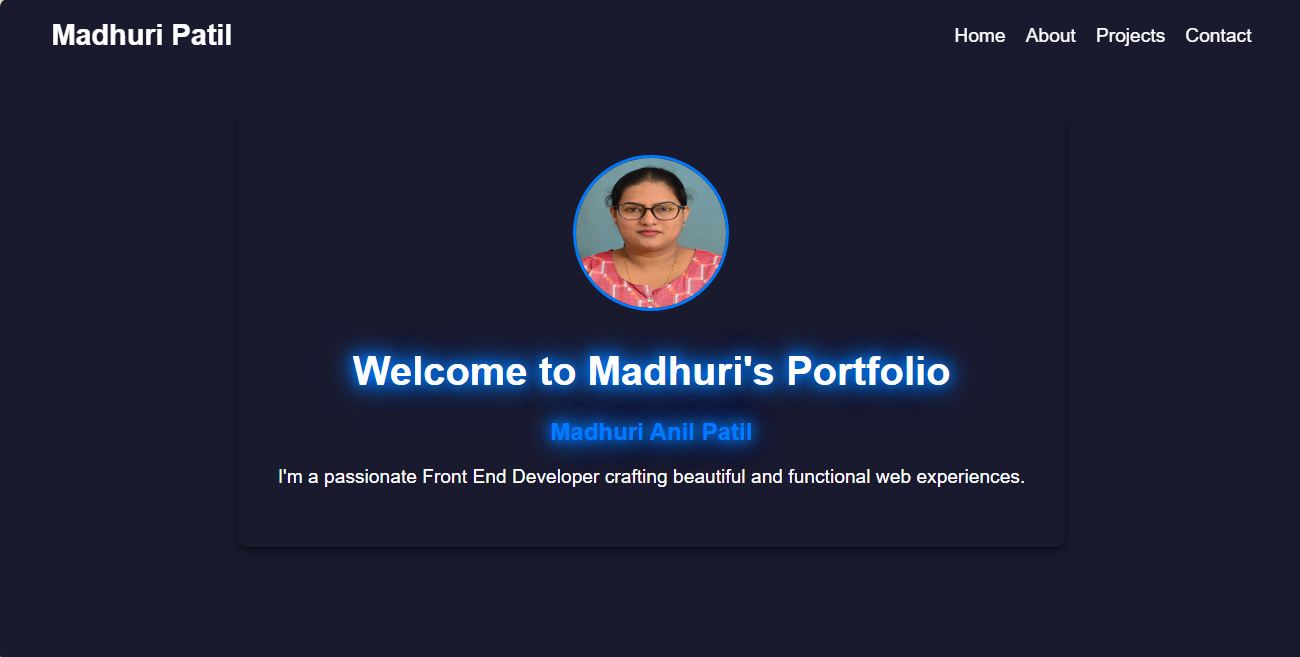 Madhuri Patil
Home About Projects Contact
Welcome to Madhuri's Portfolio
Madhuri Anil Patil
I'm a passionate Front End Developer crafting beautiful and functional web experiences.